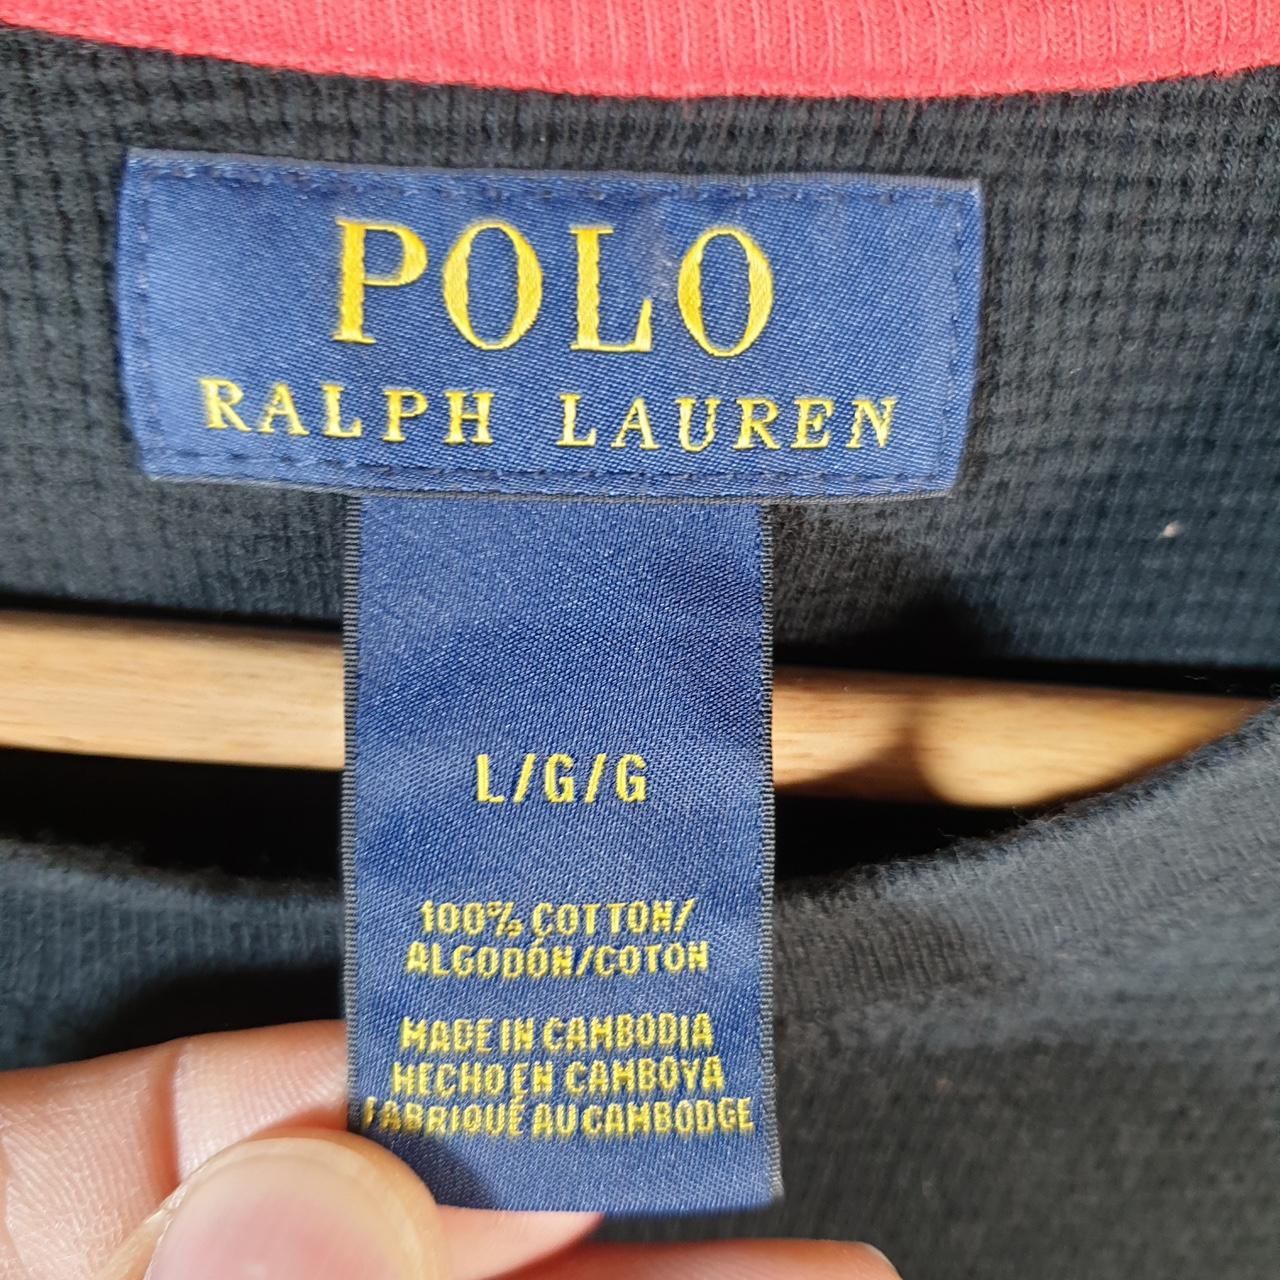 POLO
RALPH LAUREN
L/G/G
100% COTTON/
ALGODÓN/COTON
MADE IN CAMBODIA
HECHO EN CAMBOYA
FABRIQUÉ AU CAMBODGE